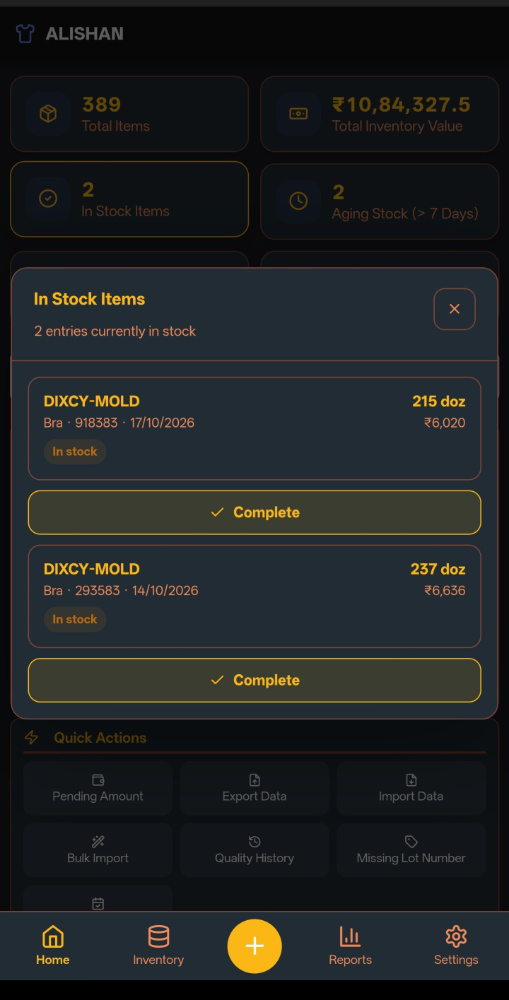 ALISHAN
389
Total Items
₹10,84,327.5
Total Inventory Value
2
In Stock Items
2
Aging Stock (> 7 Days)
In Stock Items
2 entries currently in stock
DIXCY-MOLD
215 doz
Bra · 918383 · 17/10/2026
₹6,020
In stock
Complete
DIXCY-MOLD
237 doz
Bra · 293583 · 14/10/2026
₹6,636
In stock
Complete
Quick Actions
Pending Amount
Export Data
Import Data
Bulk Import
Quality History
Missing Lot Number
Home
Inventory
Reports
Settings